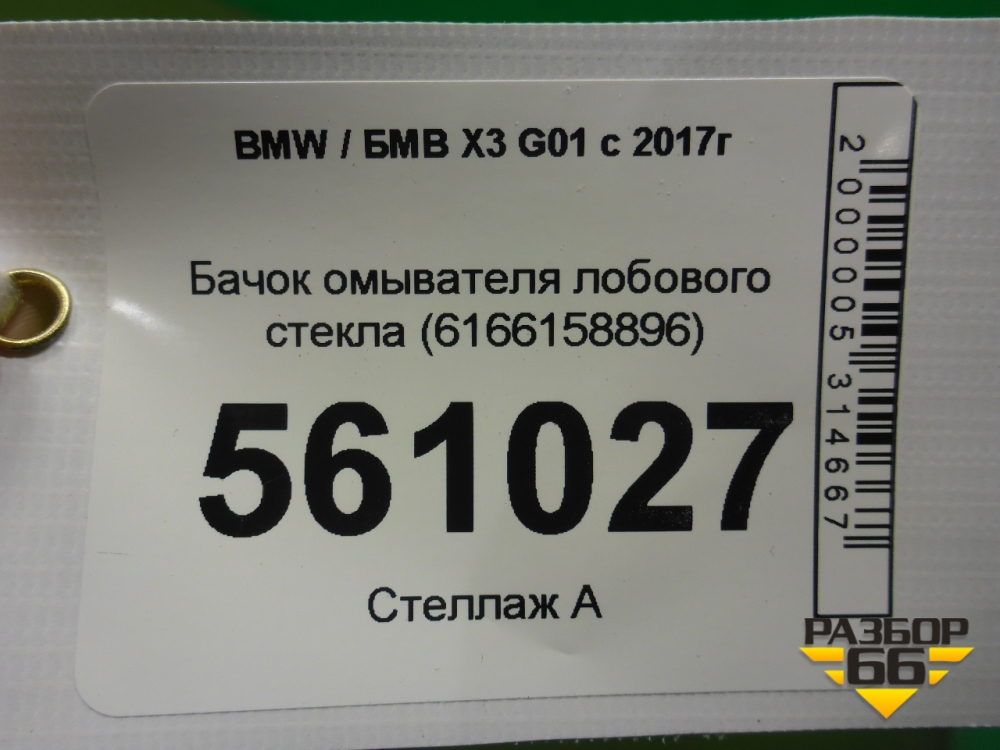 BMW / БМВ X3 G01 с 2017г
Бачок омывателя лобового
стекла (6166158896)
561027
Стеллаж А
2000005314667
РАЗБОР
66